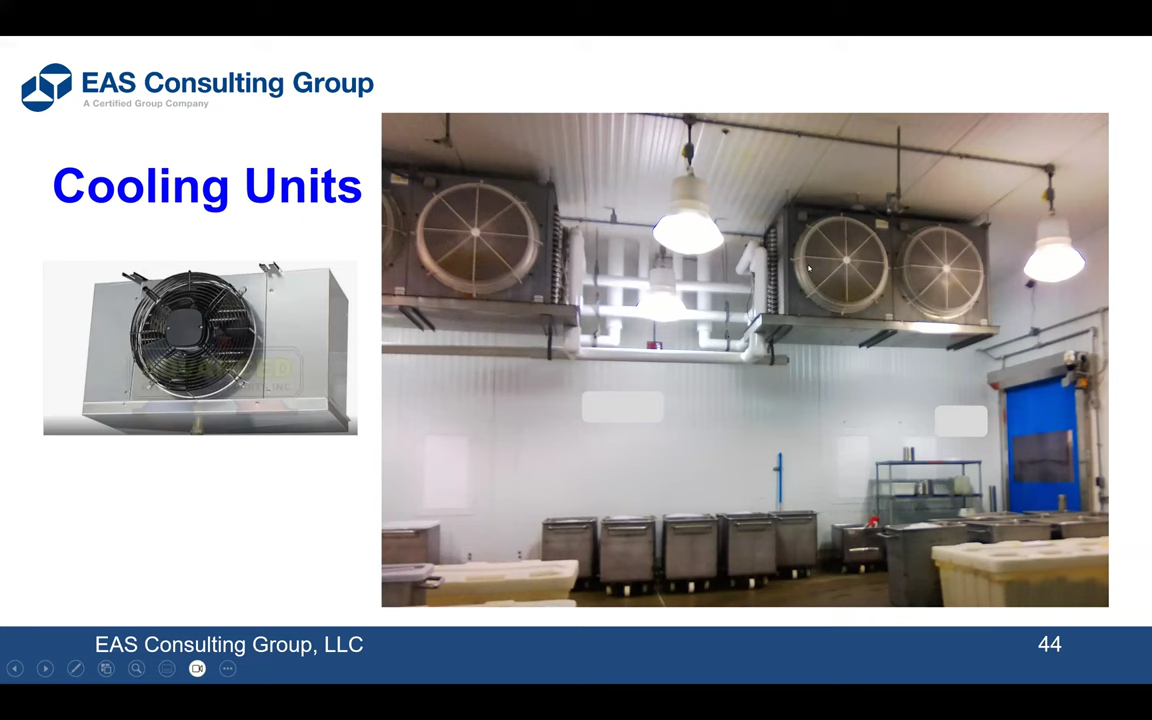 EAS Consulting Group
A Certified Group Company
Cooling Units
EAS Consulting Group, LLC
44